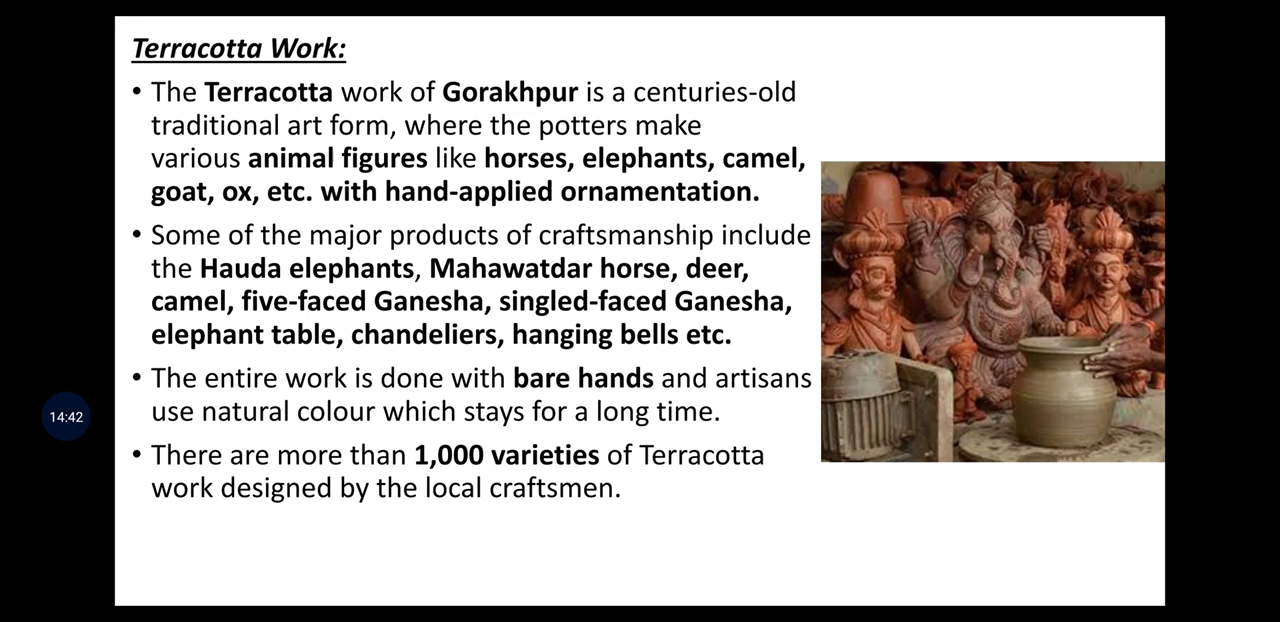 Terracotta Work:
• The Terracotta work of Gorakhpur is a centuries-old
traditional art form, where the potters make
various animal figures like horses, elephants, camel,
goat, ox, etc. with hand-applied ornamentation.
• Some of the major products of craftsmanship include
the Hauda elephants, Mahawatdar horse, deer,
camel, five-faced Ganesha, singled-faced Ganesha,
elephant table, chandeliers, hanging bells etc.
• The entire work is done with bare hands and artisans
use natural colour which stays for a long time.
14:42
• There are more than 1,000 varieties of Terracotta
work designed by the local craftsmen.